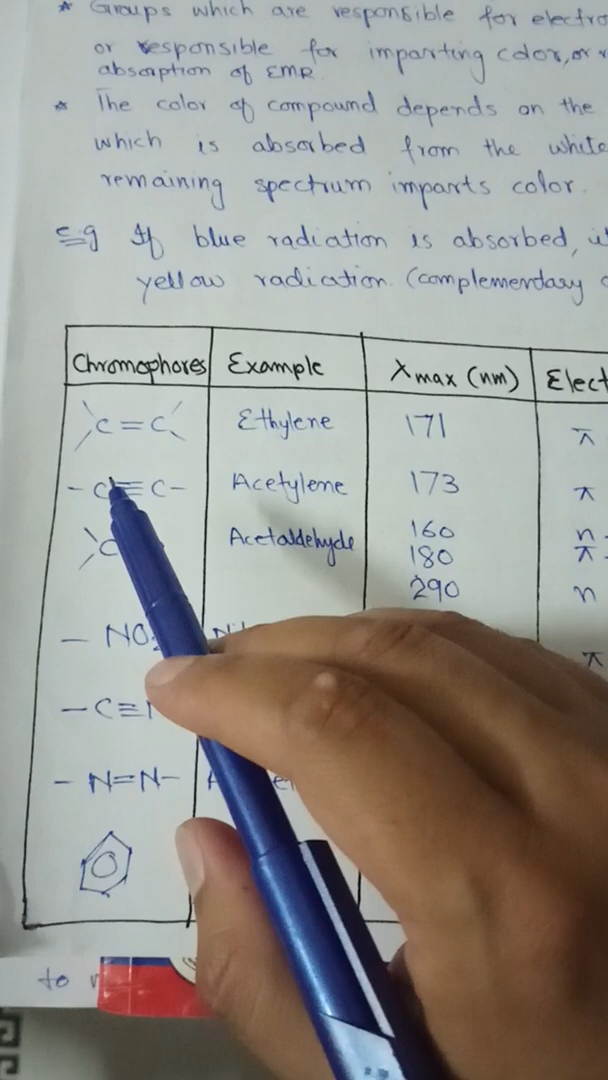 * Groups which are responsible for
or responsible for imparting color, or
absorption of EMR
* The color of compound depends on the
which is absorbed from the white
remaining spectrum imparts color.
Eg If blue radiation is absorbed,
yellow radiation. (complementary
Chromophores Example λmax (nm)
>C=C< Ethylene 171 π
-C≡C- Acetylene 173 π
Acetaldehyde 160 n
180 π
290 n
- NO₂ π
-C≡
- N=N-
to